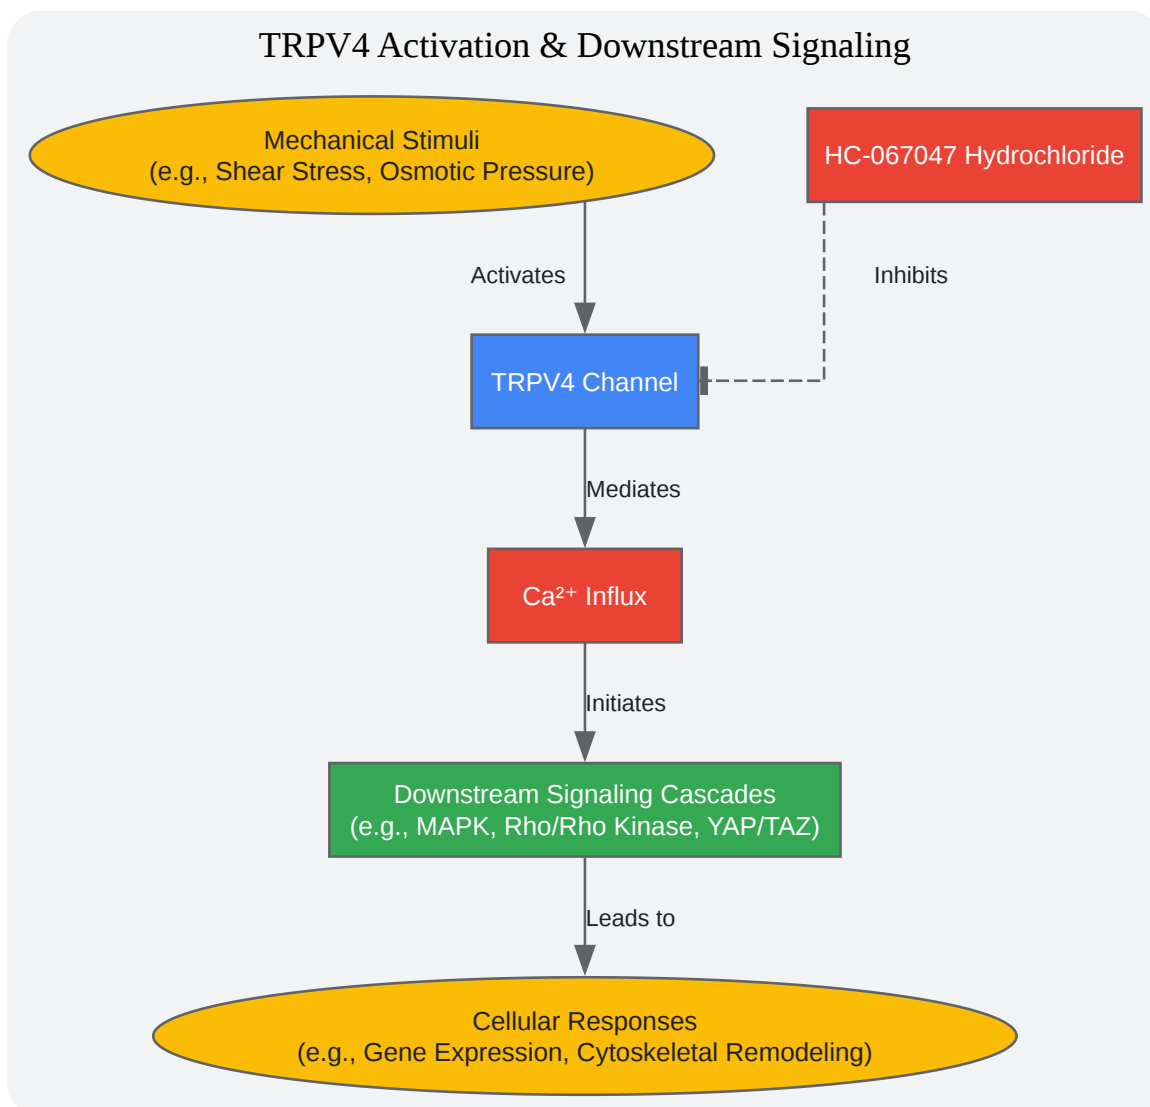 TRPV4 Activation & Downstream Signaling
Mechanical Stimuli
(e.g., Shear Stress, Osmotic Pressure)
HC-067047 Hydrochloride
Activates
Inhibits
TRPV4 Channel
Mediates
Ca²⁺ Influx
Initiates
Downstream Signaling Cascades
(e.g., MAPK, Rho/Rho Kinase, YAP/TAZ)
Leads to
Cellular Responses
(e.g., Gene Expression, Cytoskeletal Remodeling)